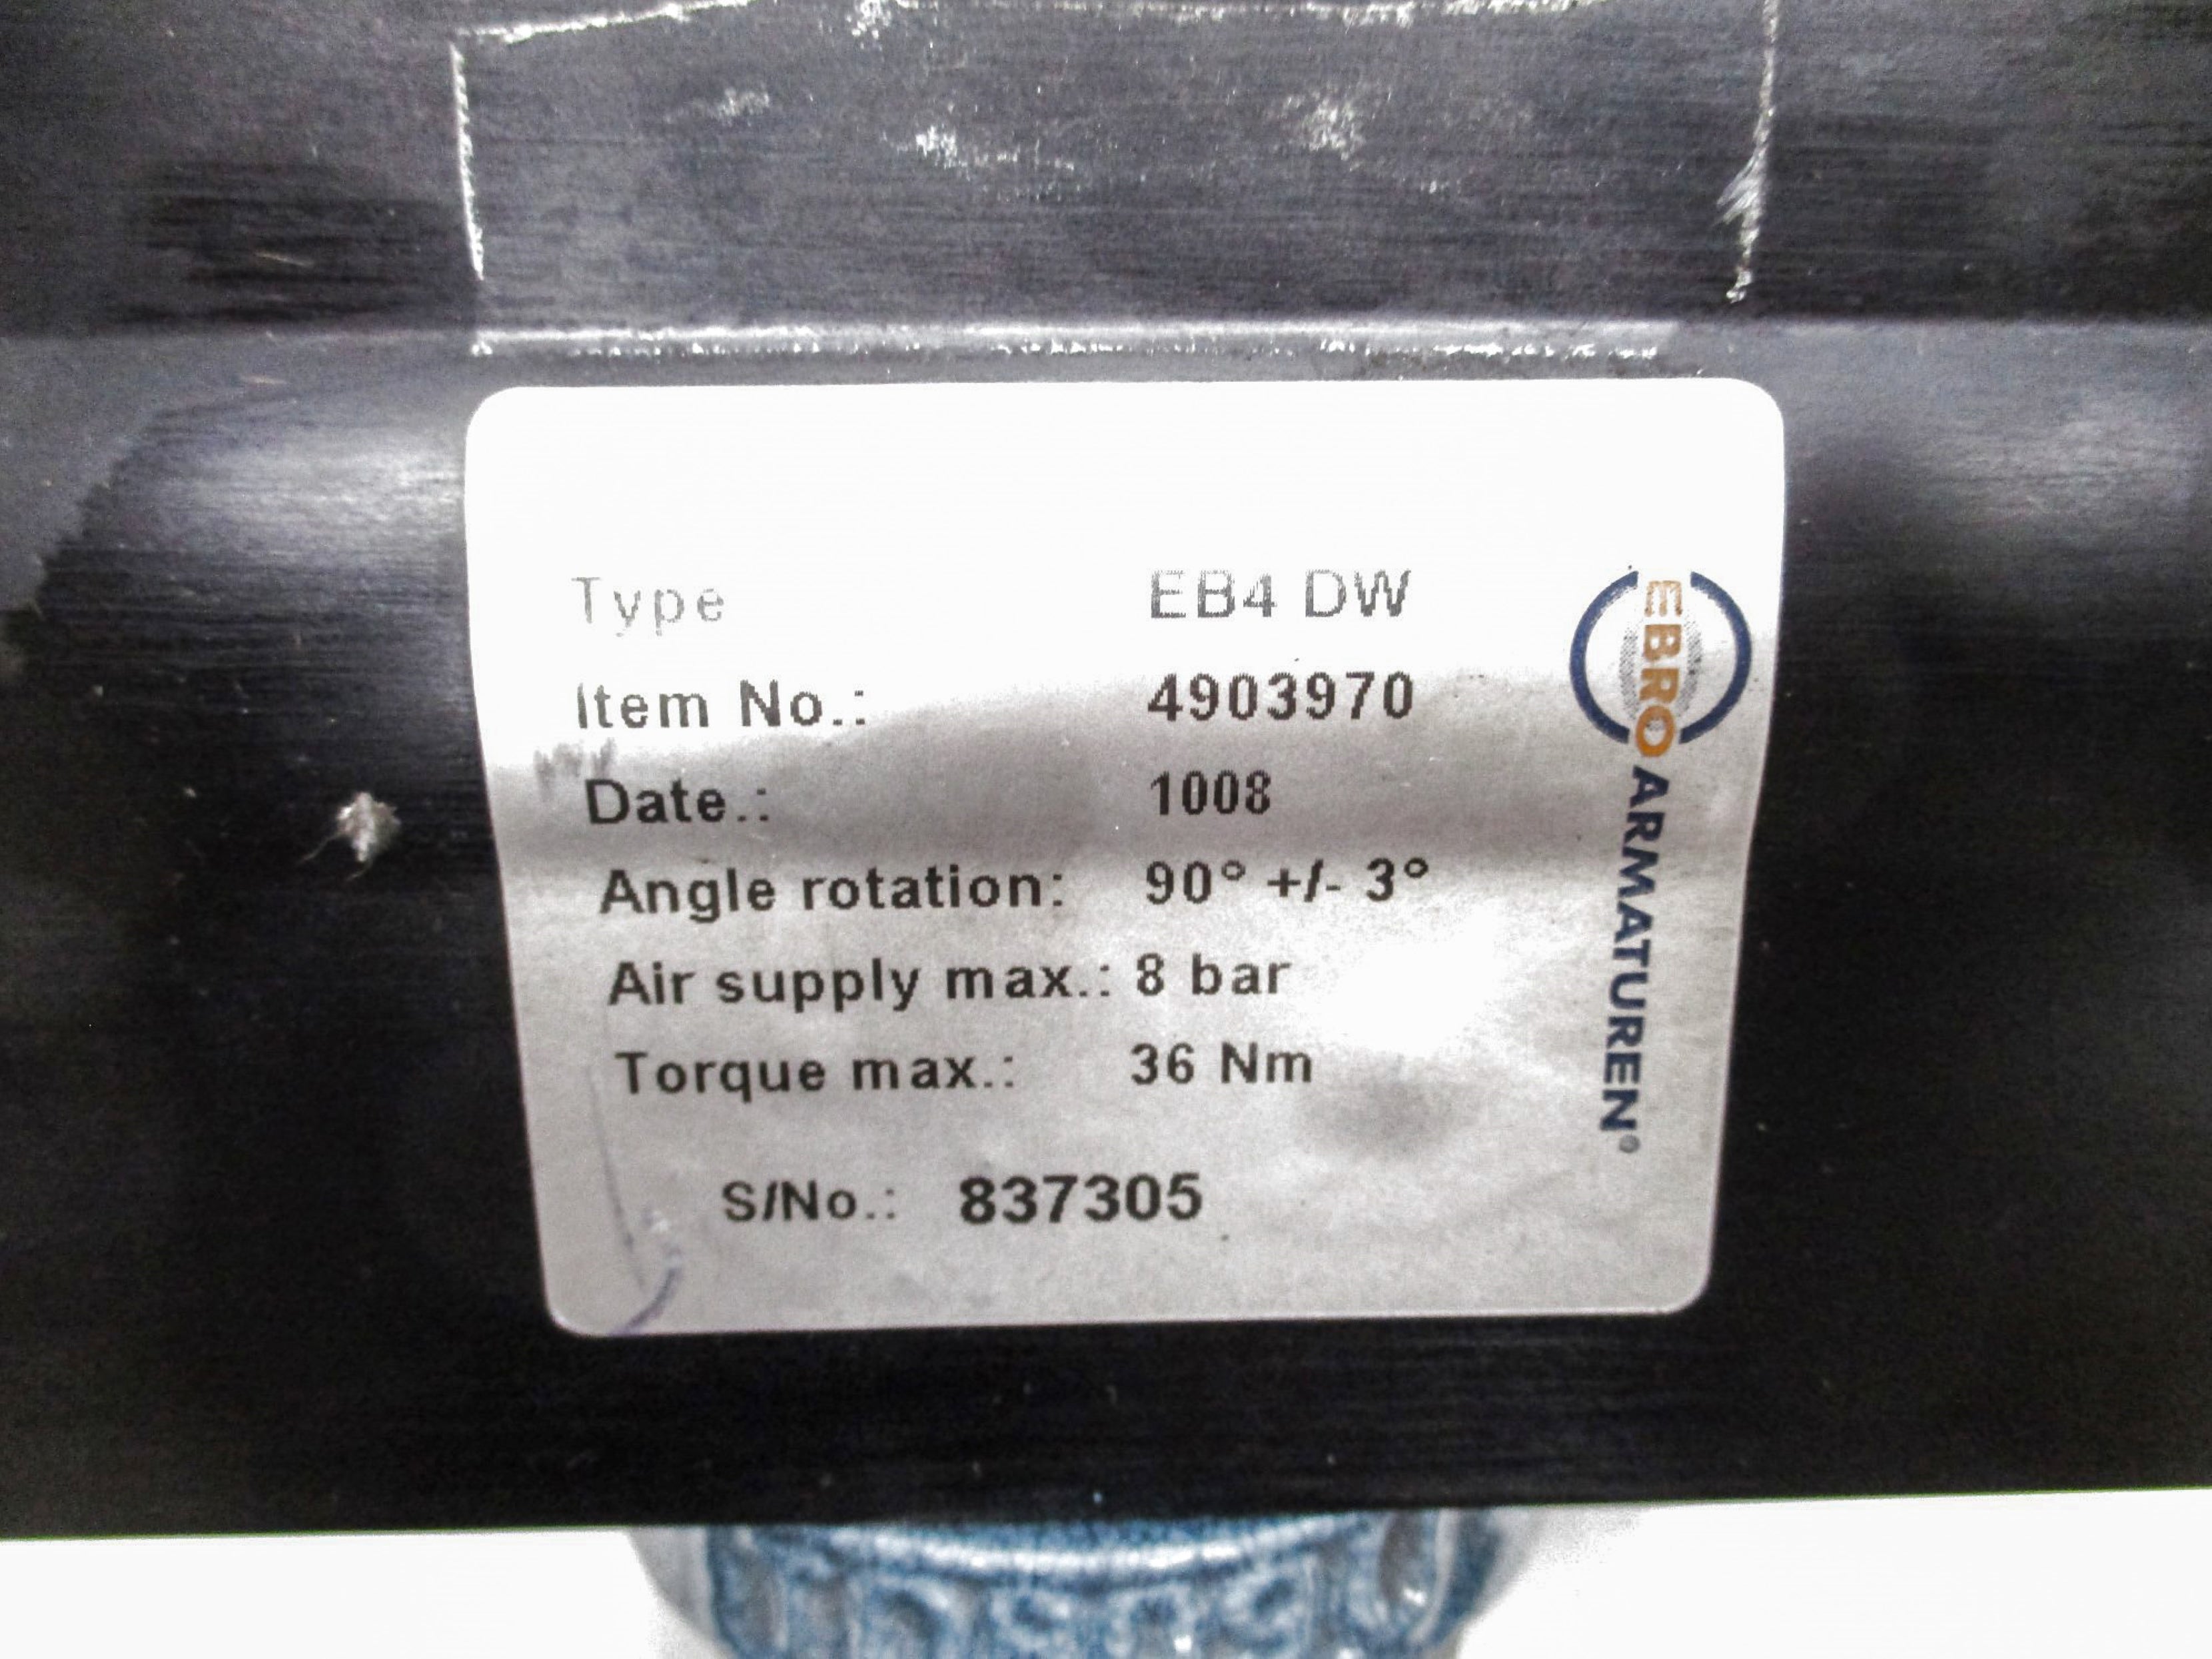 Type EB4 DW
Item No.: 4903970
Date.: 1008
Angle rotation: 90° +/- 3°
Air supply max.: 8 bar
Torque max.: 36 Nm
S/No.: 837305
EBRO ARMATUREN®